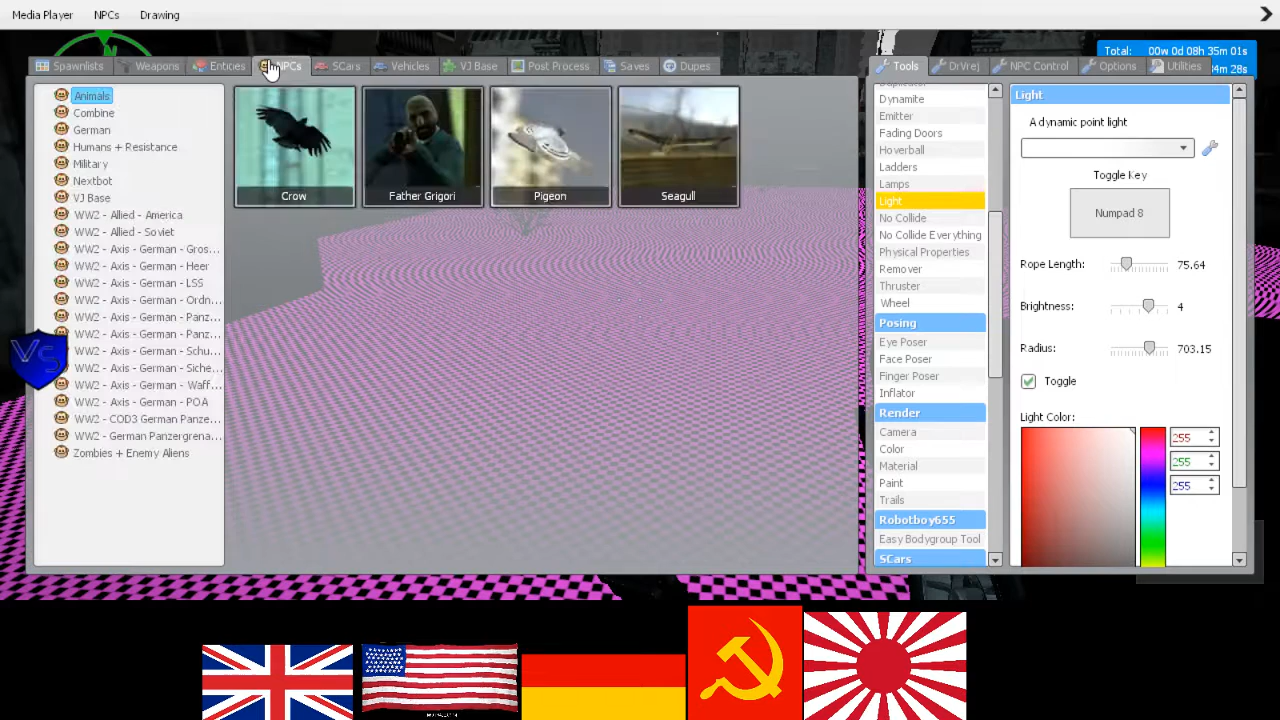 Media Player NPCs Drawing
N
Total: 00w 0d 08h 35m 01s
4m 28s
Spawnlists Weapons Entities NPCs SCars Vehicles VJ Base Post Process Saves Dupes
Tools DrVrej NPC Control Options Utilities
Animals
Combine
German
Humans + Resistance
Military
Nextbot
VJ Base
WW2 - Allied - America
WW2 - Allied - Soviet
WW2 - Axis - German - Gros...
WW2 - Axis - German - Heer
WW2 - Axis - German - LSS
WW2 - Axis - German - Ordn...
WW2 - Axis - German - Panz...
WW2 - Axis - German - Panz...
WW2 - Axis - German - Schu...
WW2 - Axis - German - Siche...
WW2 - Axis - German - Waff...
WW2 - Axis - German - ПОА
WW2 - COD3 German Panze...
WW2 - German Panzergrena...
Zombies + Enemy Aliens
VS
Crow
Father Grigori
Pigeon
Seagull
Dynamite
Emitter
Fading Doors
Hoverball
Ladders
Lamps
Light
No Collide
No Collide Everything
Physical Properties
Remover
Thruster
Wheel
Posing
Eye Poser
Face Poser
Finger Poser
Inflator
Render
Camera
Color
Material
Paint
Trails
Robotboy655
Easy Bodygroup Tool
SCars
Light
A dynamic point light
Toggle Key
Numpad 8
Rope Length: 75.64
Brightness: 4
Radius: 703.15
Toggle
Light Color:
255
255
255